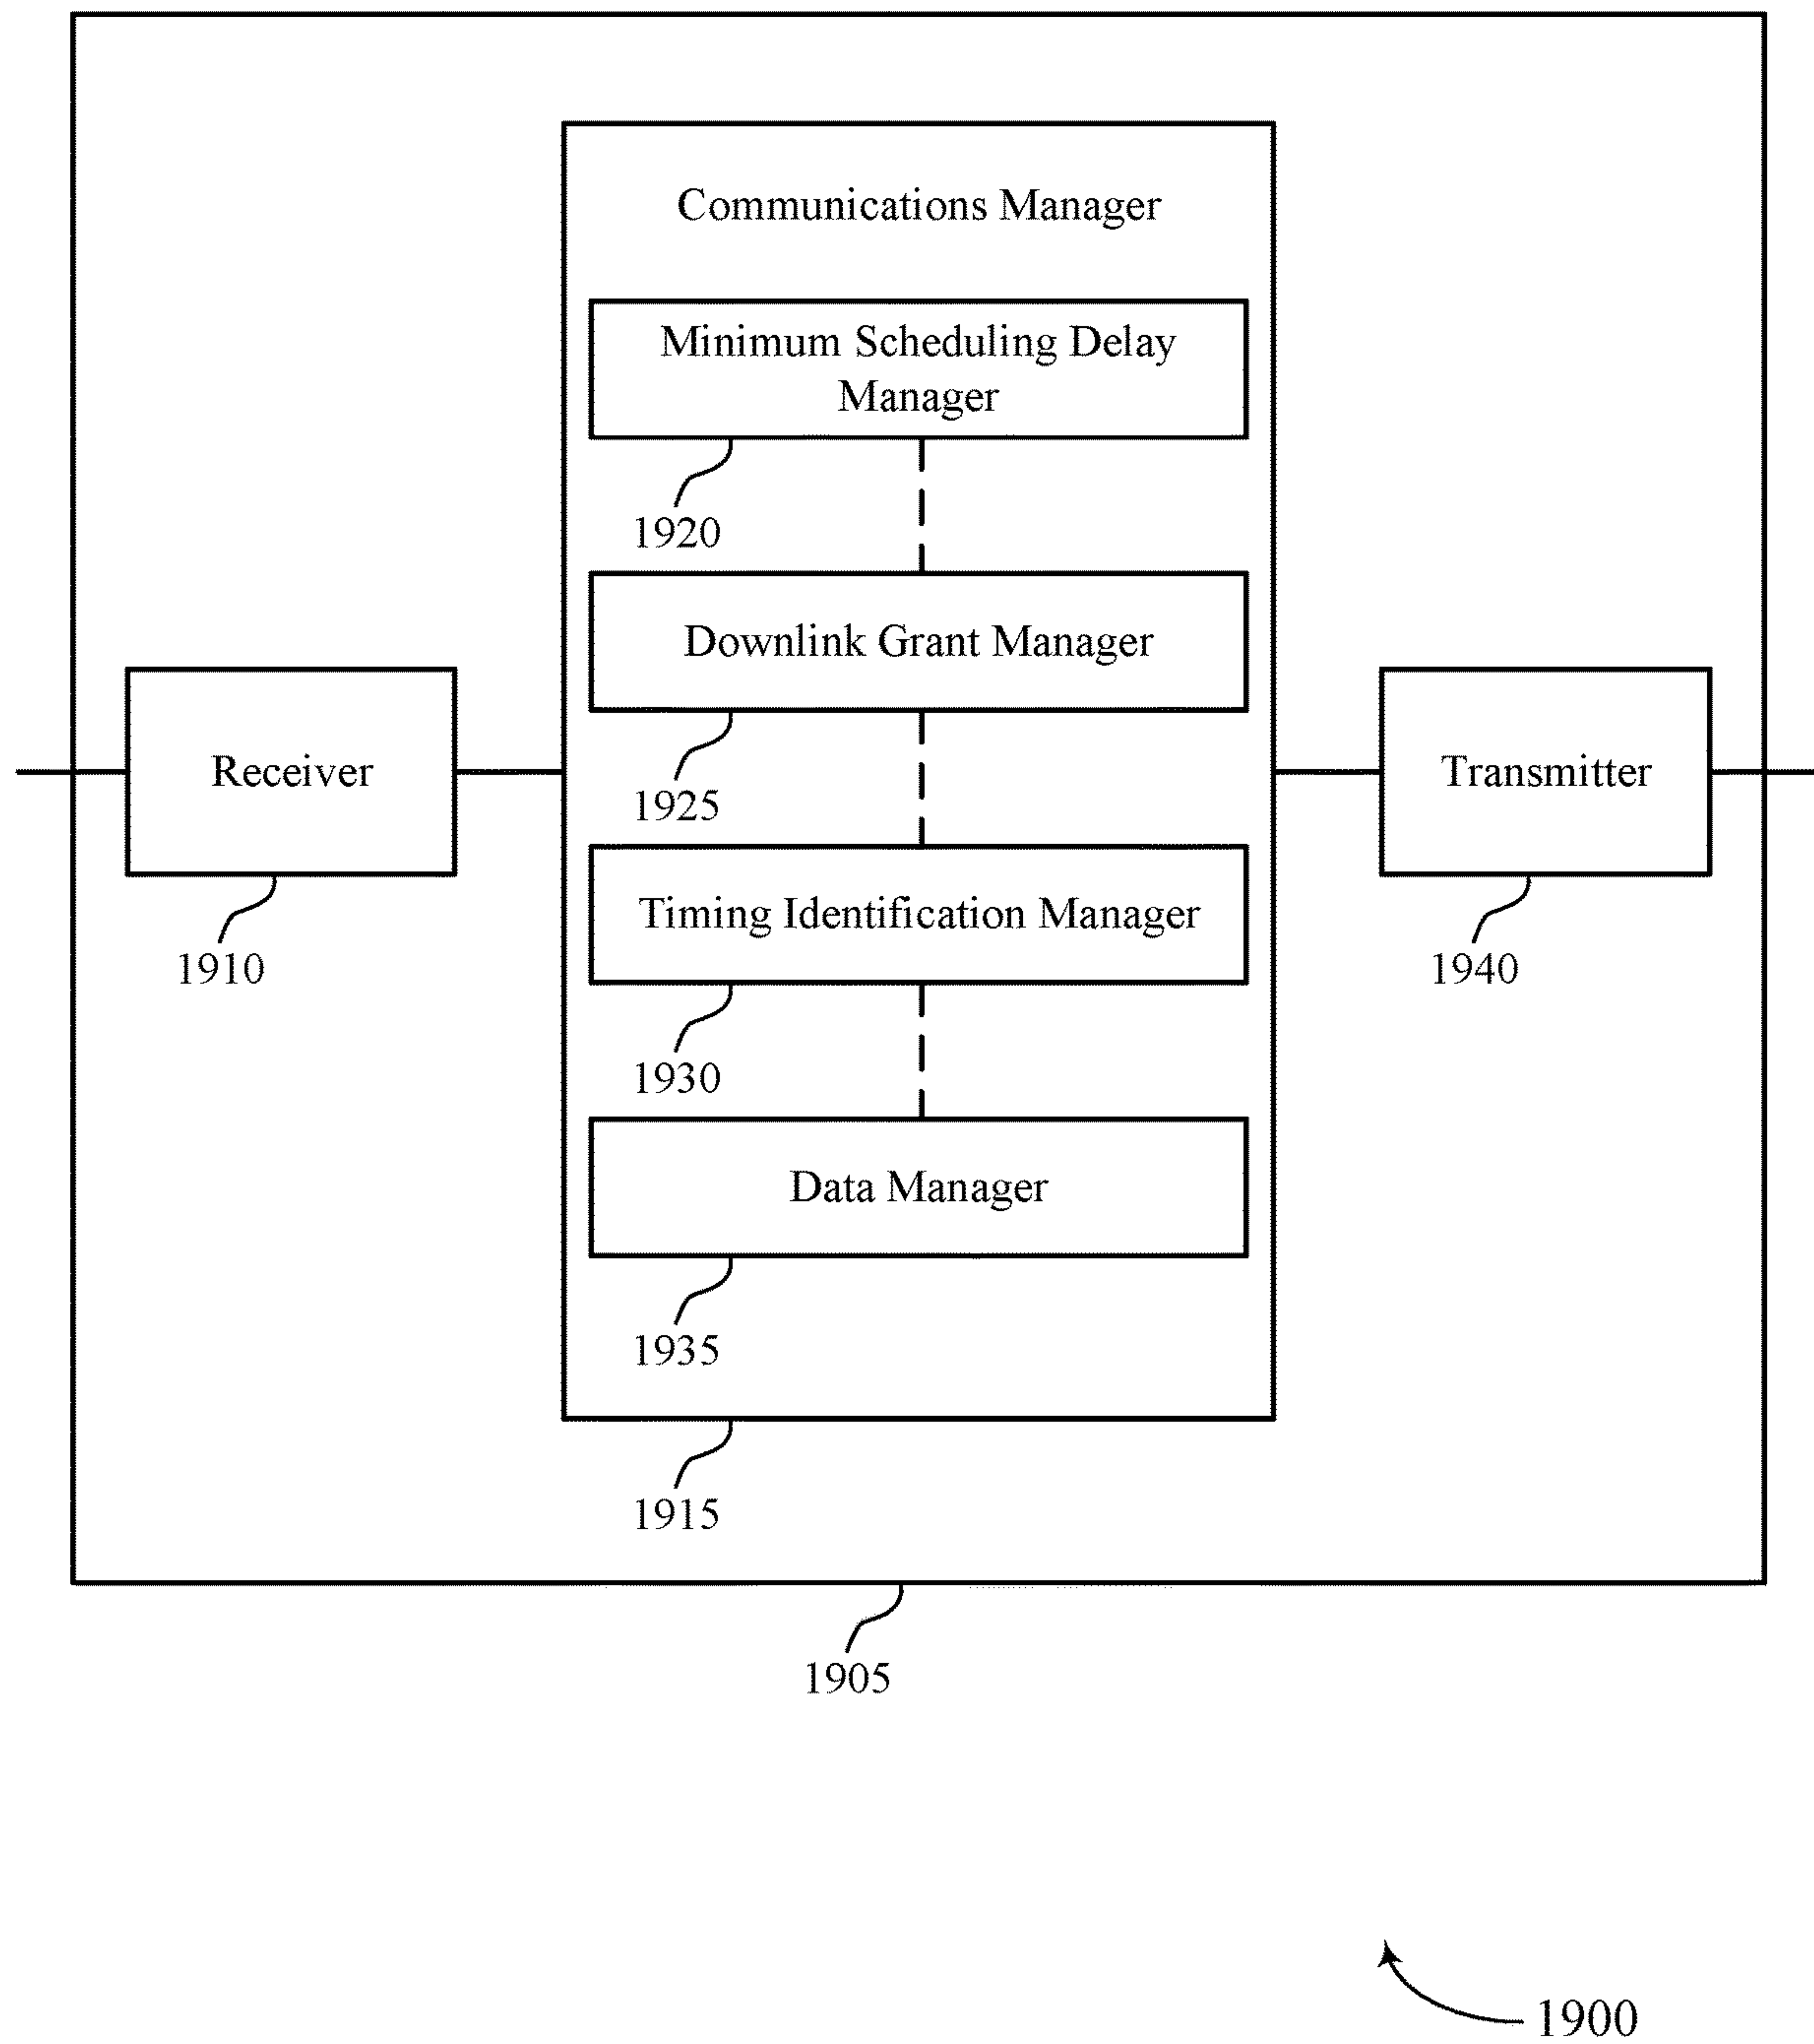 Communications Manager
Minimum Scheduling Delay
Manager
1920
Downlink Grant Manager
1925
Receiver
1910
Timing Identification Manager
1930
Transmitter
1940
Data Manager
1935
1915
1905
1900